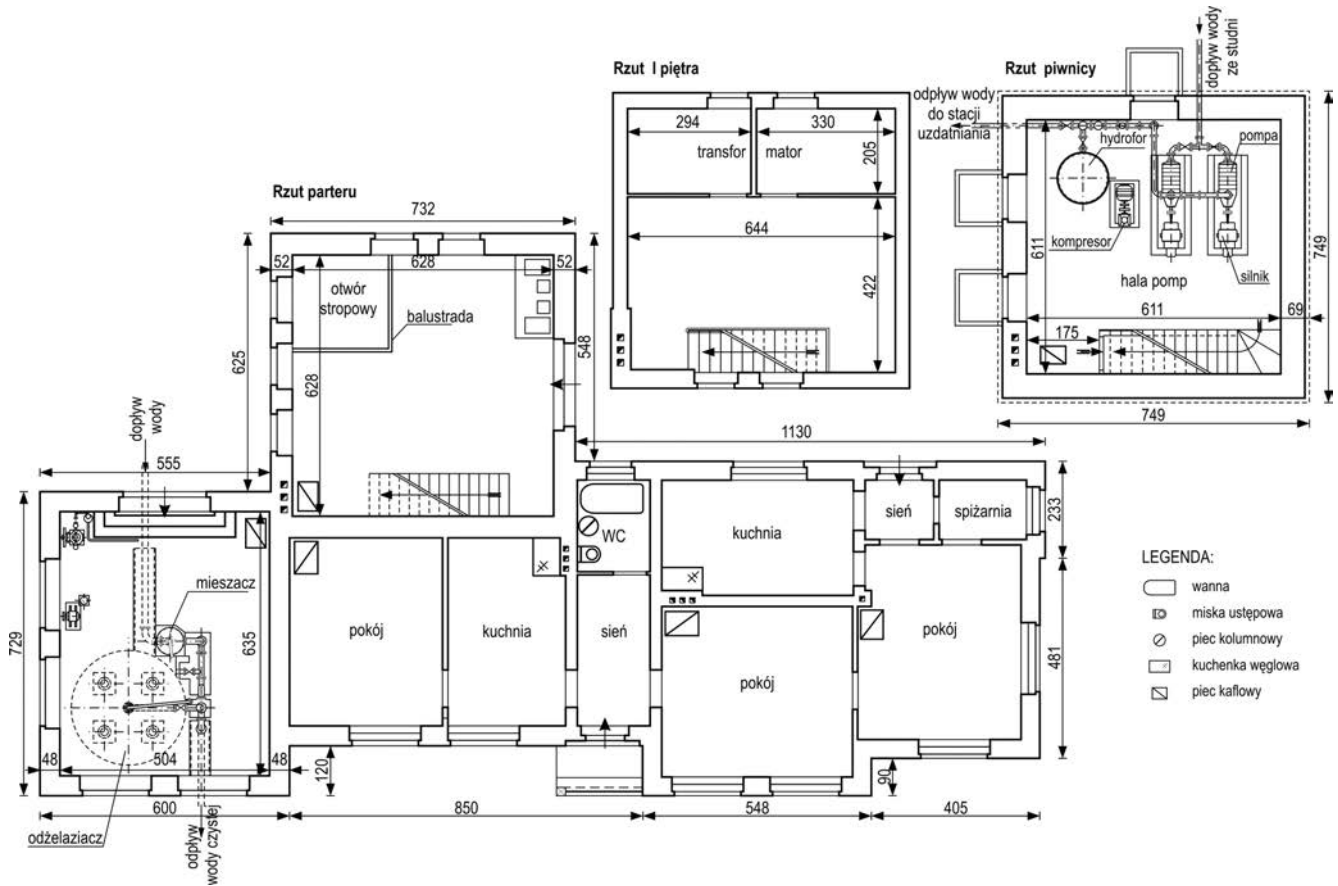 Rzut I piętra
294
330
transfor
mator
205
644
422
Rzut piwnicy
dopływ wody
ze studni
odpływ wody
do stacji
uzdatniania
hydrofor
pompa
kompresor
611
hala pomp
silnik
611
69
175
749
749
Rzut parteru
732
52
628
52
otwór
stropowy
balustrada
625
628
548
dopływ
wody
555
1130
729
mieszacz
635
48
504
48
600
odżelaziacz
odpływ
wody czystej
pokój
kuchnia
WC
sień
kuchnia
sień
spiżarnia
233
pokój
pokój
481
120
90
850
548
405
LEGENDA:
wanna
miska ustępowa
piec kolumnowy
kuchenka węglowa
piec kaflowy